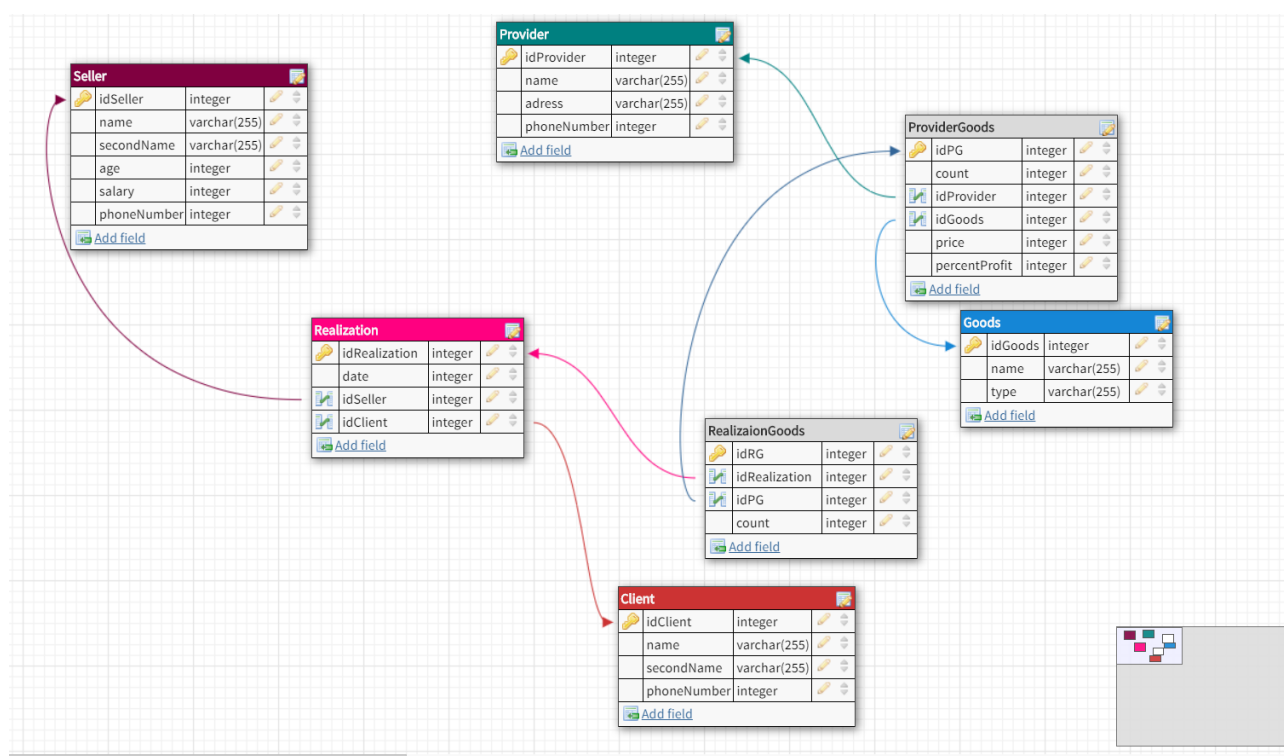 Provider
idProvider integer
name varchar(255)
adress varchar(255)
phoneNumber integer
Add field
Seller
idSeller integer
name varchar(255)
secondName varchar(255)
age integer
salary integer
phoneNumber integer
Add field
ProviderGoods
idPG integer
count integer
idProvider integer
idGoods integer
price integer
percentProfit integer
Add field
Goods
idGoods integer
name varchar(255)
type varchar(255)
Add field
Realization
idRealization integer
date integer
idSeller integer
idClient integer
Add field
RealizaionGoods
idRG integer
idRealization integer
idPG integer
count integer
Add field
Client
idClient integer
name varchar(255)
secondName varchar(255)
phoneNumber integer
Add field